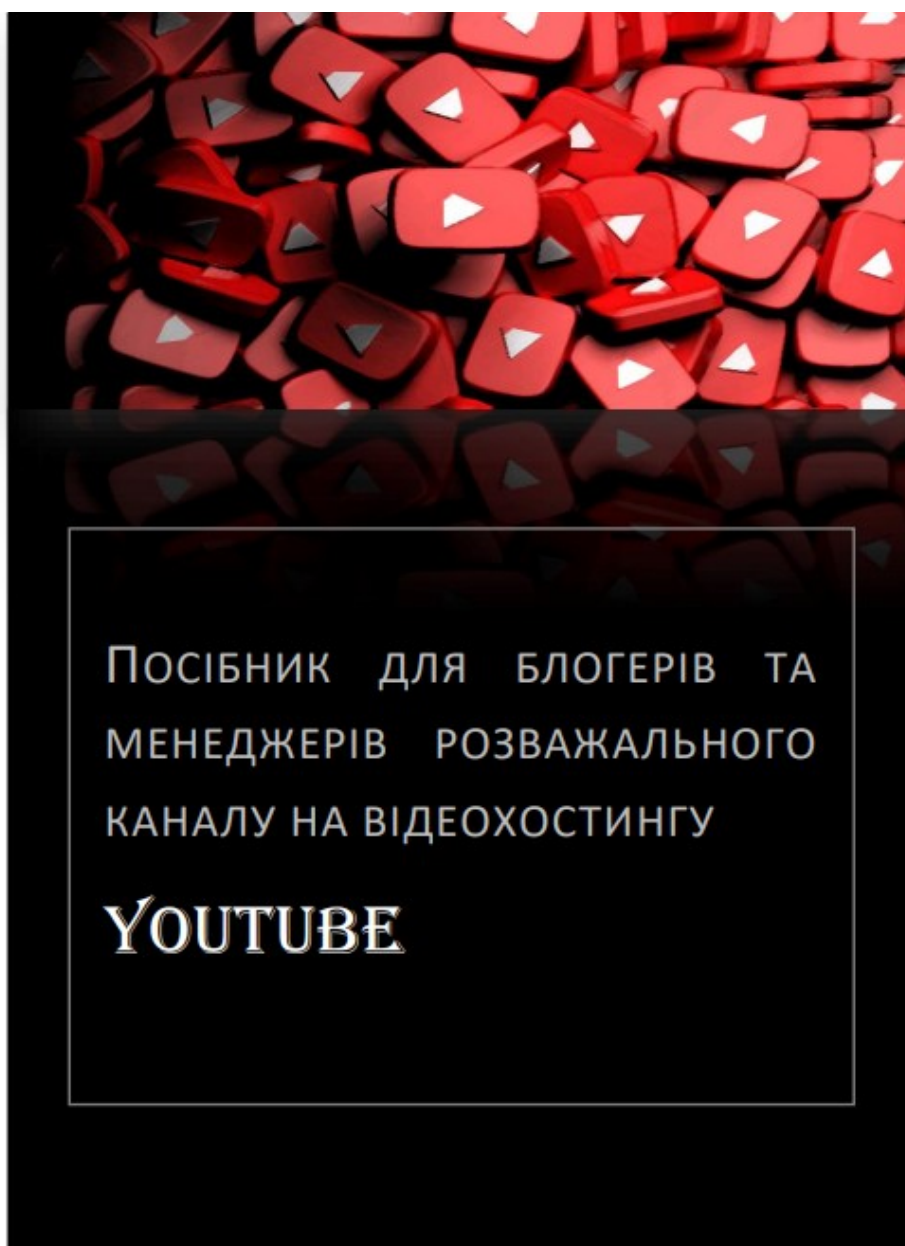 Посібник для блогерів та
менеджерів розважального
каналу на відеохостингу
YOUTUBE